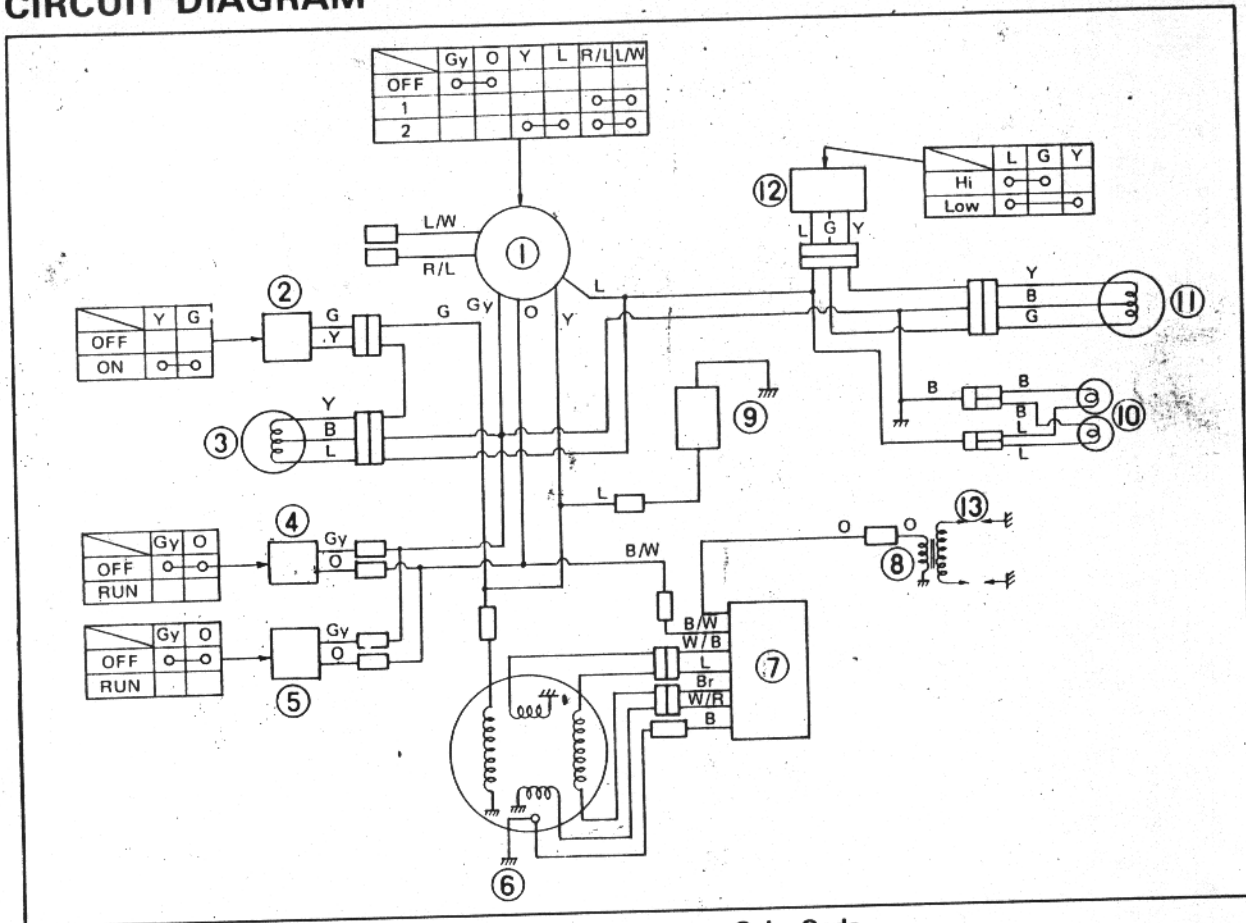 CIRCUIT DIAGRAM
Gy O Y L R/L L/W
OFF
1
2
L G Y
Hi
Low
12
L G Y
L/W
R/L
1
L
Gy
O
Y
Y
B
G
11
2
Y G
OFF
ON
G
Y
G
3
Y
B
L
9
L
B
B
B
L
L
10
4
Gy O
OFF
RUN
Gy
O
B/W
O
O
8
13
5
Gy O
OFF
RUN
Gy
O
B/W
W/B
L
Br
W/R
B
7
6